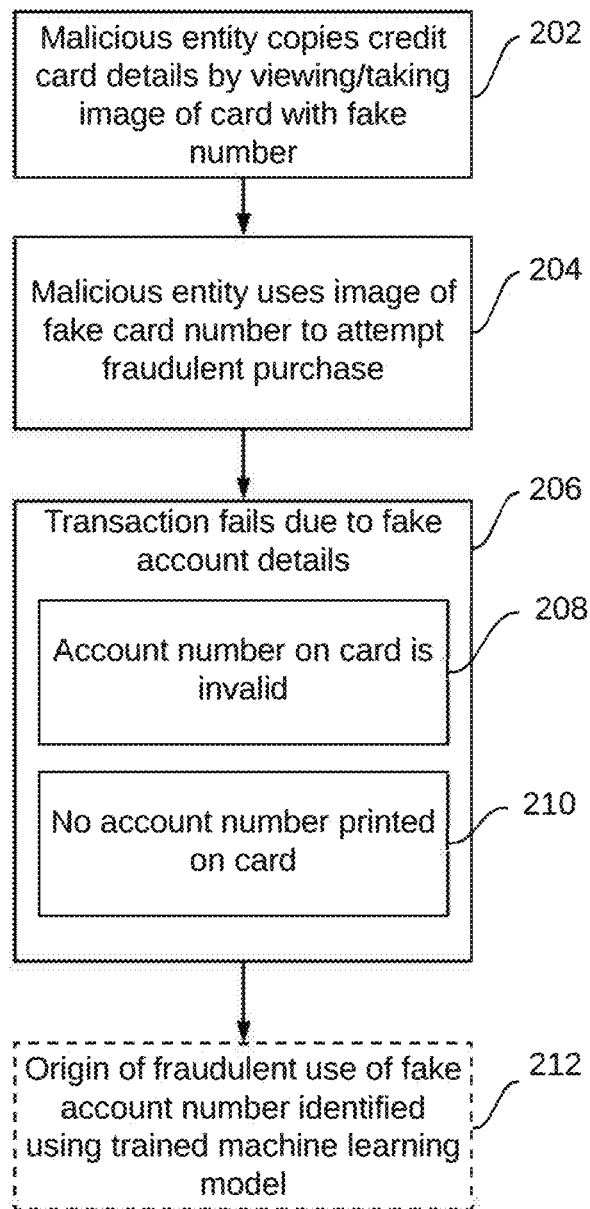 Malicious entity copies credit
card details by viewing/taking
image of card with fake
number
202
Malicious entity uses image of
fake card number to attempt
fraudulent purchase
204
Transaction fails due to fake
account details
206
Account number on card is
invalid
208
No account number printed
on card
210
Origin of fraudulent use of fake
account number identified
using trained machine learning
model
212